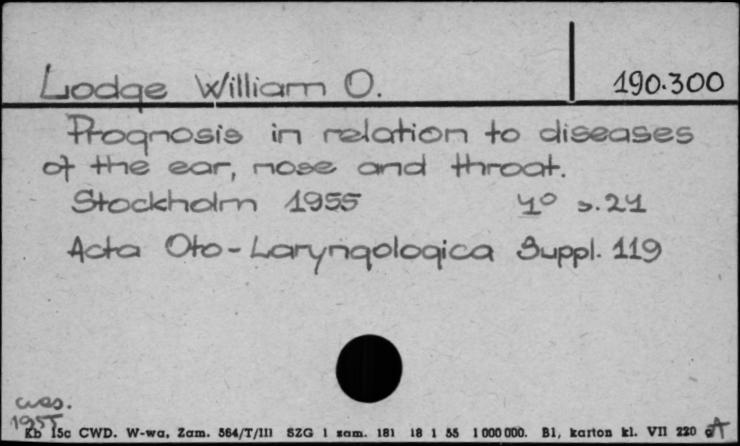 Lodge William O. 190.300
Prognosis in relation to diseases
of the ear, nose and throat.
Stockholm 1955 4° s. 21
Acta Oto-Laryngologica Suppl. 119
czas.
1955
Kb 15c CWD. W-wa, Zam. 564/T/III SZG 1 zam. 181 18 1 55 1 000 000. B1, karton kl. VII 220 g A